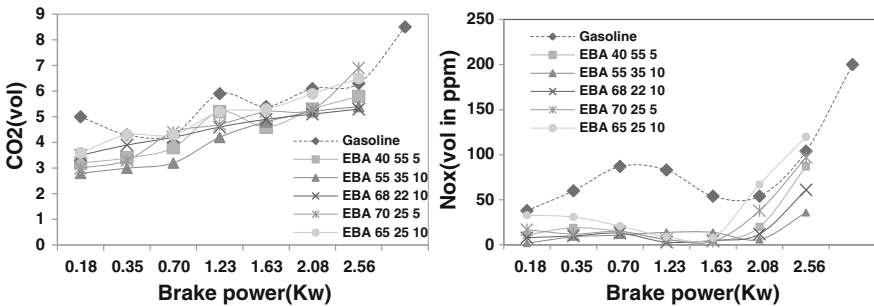 9
8
7
6
5
4
3
2
1
0
CO2(vol)
Gasoline
EBA 40 55 5
EBA 55 35 10
EBA 68 22 10
EBA 70 25 5
EBA 65 25 10
0.18 0.35 0.70 1.23 1.63 2.08 2.56
Brake power(Kw)
250
200
150
100
50
0
Nox(vol in ppm)
Gasoline
EBA 40 55 5
EBA 55 35 10
EBA 68 22 10
EBA 70 25 5
EBA 65 25 10
0.18 0.35 0.70 1.23 1.63 2.08 2.56
Brake power(Kw)